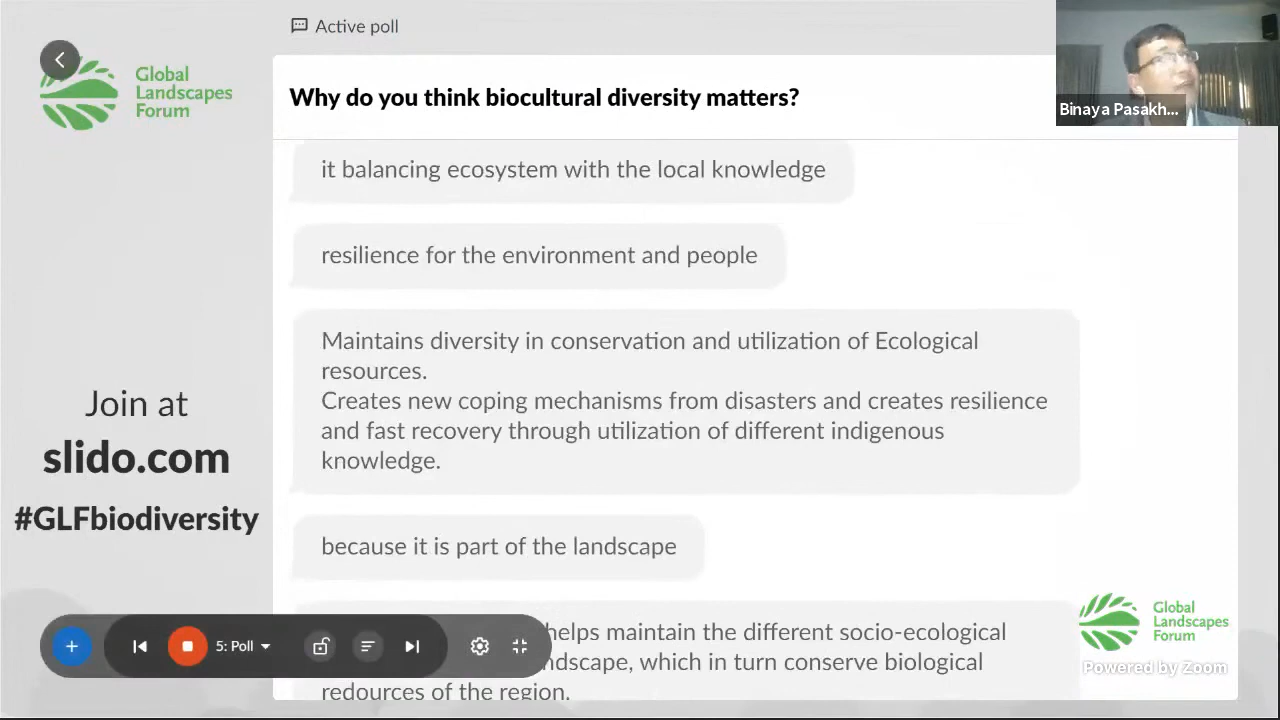 Active poll
Global
Landscapes
Forum
Why do you think biocultural diversity matters?
Binaya Pasakh...
it balancing ecosystem with the local knowledge
resilience for the environment and people
Maintains diversity in conservation and utilization of Ecological
resources.
Creates new coping mechanisms from disasters and creates resilience
and fast recovery through utilization of different indigenous
knowledge.
because it is part of the landscape
Join at
slido.com
#GLFbiodiversity
5: Poll
helps maintain the different socio-ecological
ndscape, which in turn conserve biological
redources of the region.
Global
Landscapes
Forum
Powered by Zoom